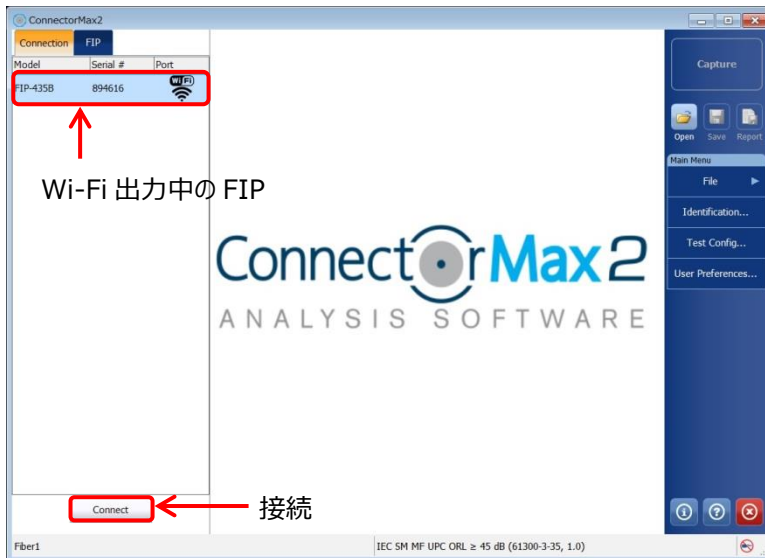 ConnectorMax2
Connection FIP
Model Serial # Port
FIP-435B 894616 WiFi
Wi-Fi 出力中の FIP
ConnectorMax2
ANALYSIS SOFTWARE
Connect
接続
Capture
Open Save Report
Main Menu
File
Identification...
Test Config...
User Preferences...
Fiber1
IEC SM MF UPC ORL ≥ 45 dB (61300-3-35, 1.0)